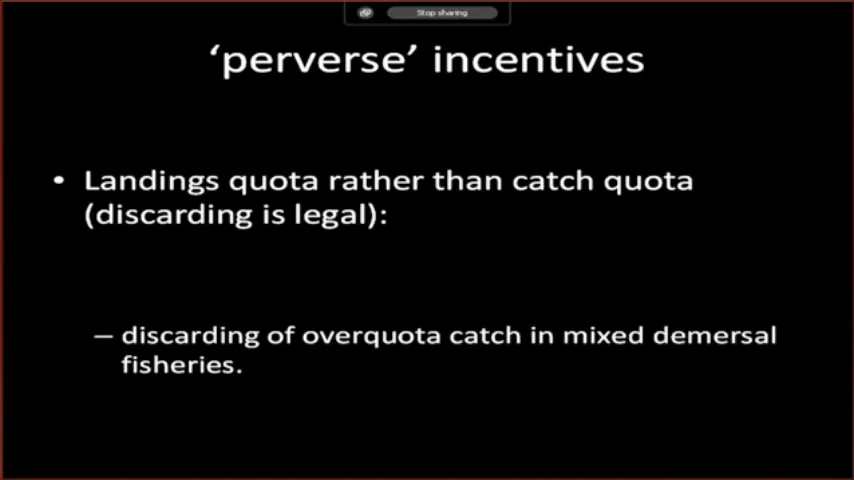 Stop sharing
‘perverse’ incentives
• Landings quota rather than catch quota
(discarding is legal):
– discarding of overquota catch in mixed demersal
fisheries.